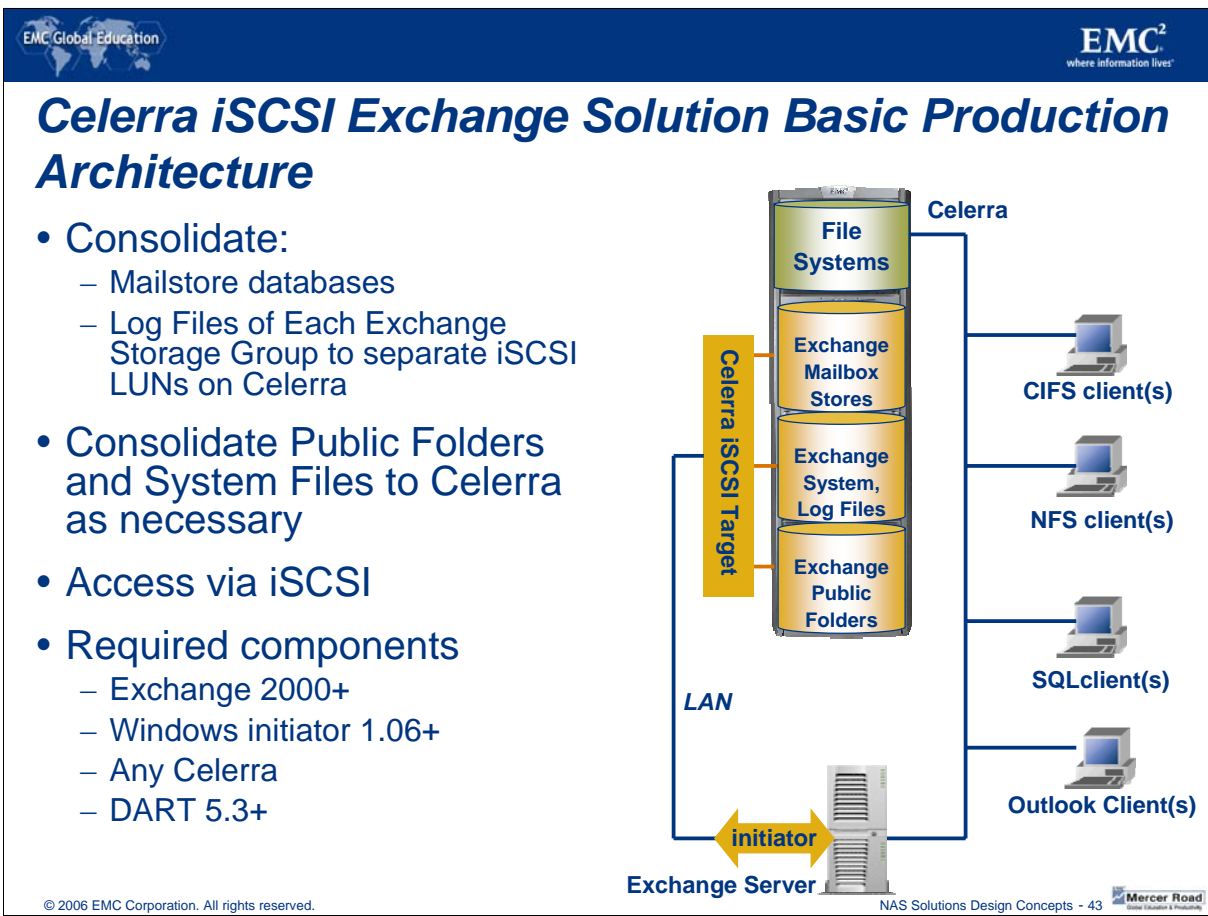 EMC Global Education
EMC²
where information lives®
Celerra iSCSI Exchange Solution Basic Production
Architecture
• Consolidate:
– Mailstore databases
– Log Files of Each Exchange
Storage Group to separate iSCSI
LUNs on Celerra
• Consolidate Public Folders
and System Files to Celerra
as necessary
• Access via iSCSI
• Required components
– Exchange 2000+
– Windows initiator 1.06+
– Any Celerra
– DART 5.3+
EMC²
Celerra
File
Systems
Exchange
Mailbox
Stores
Exchange
System,
Log Files
Exchange
Public
Folders
Celerra iSCSI Target
CIFS client(s)
NFS client(s)
SQLclient(s)
Outlook Client(s)
LAN
initiator
Exchange Server
© 2006 EMC Corporation. All rights reserved.
NAS Solutions Design Concepts - 43
Mercer Road